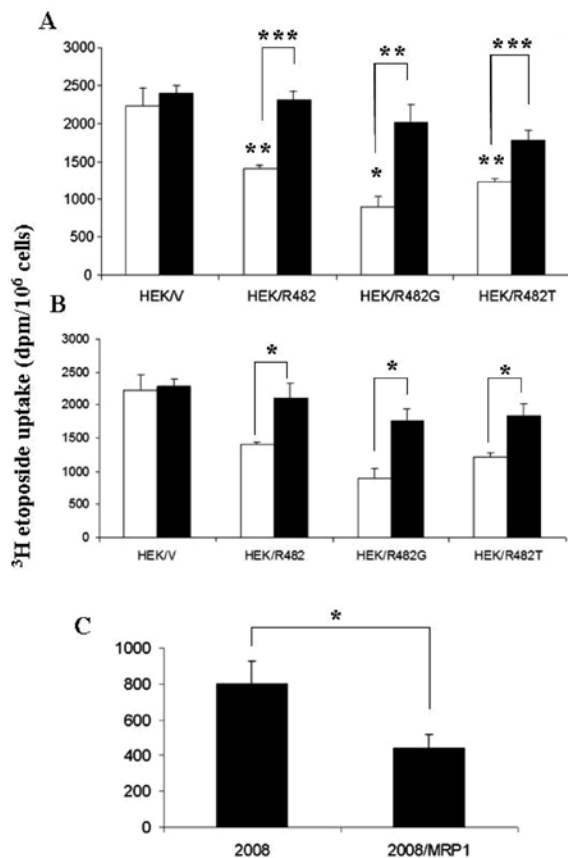 A
***
**
***
3000
2500
2000
1500
1000
500
0
**
*
**
HEK/V
HEK/R482
HEK/R482G
HEK/R482T
³H etoposide uptake (dpm/10⁶ cells)
B
*
*
*
3000
2500
2000
1500
1000
500
0
HEK/V
HEK/R482
HEK/R482G
HEK/R482T
C
*
1000
800
600
400
200
0
2008
2008/MRP1